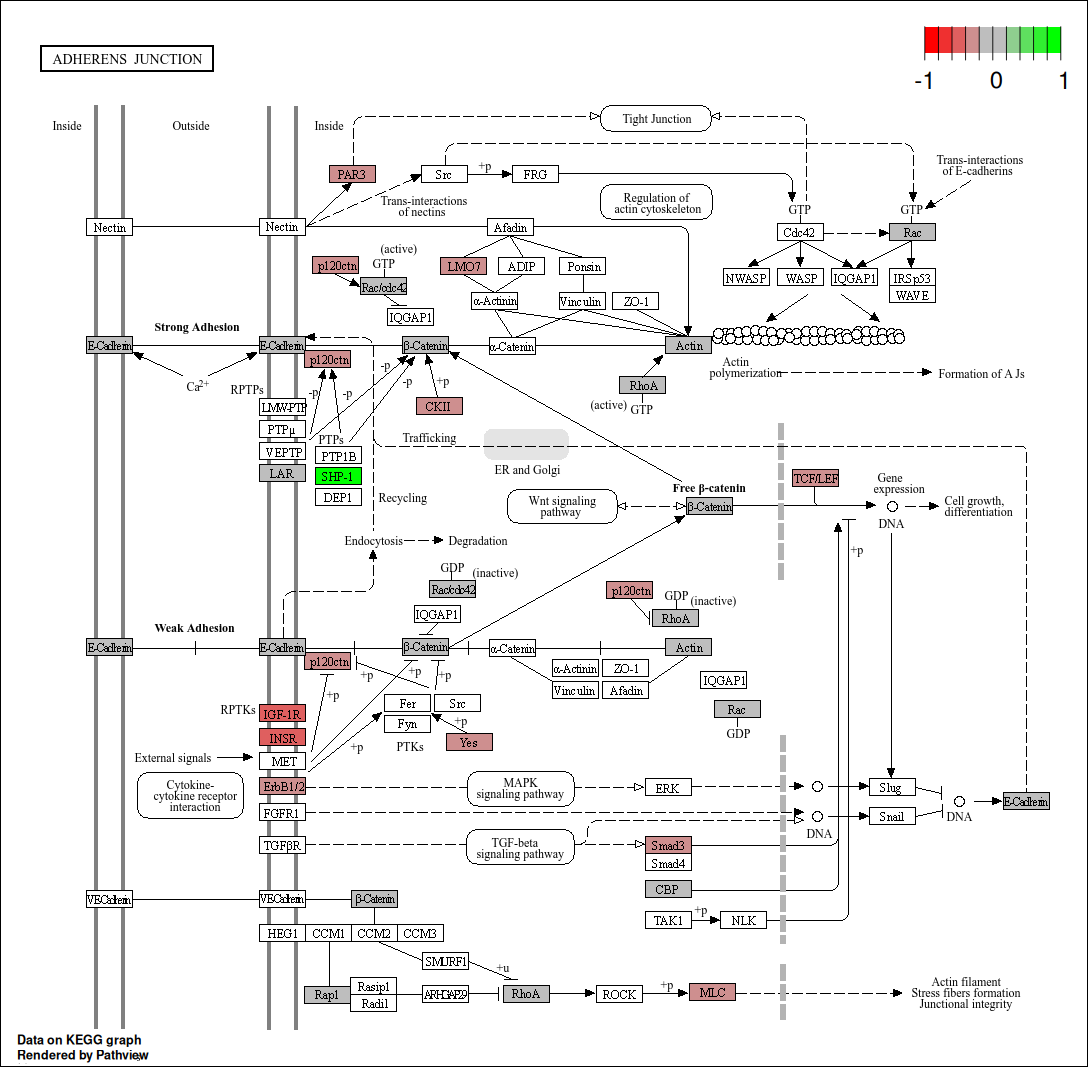 ADHERENS JUNCTION
-1 0 1
Inside
Outside
Inside
Tight Junction
PAR3
Src
+p
FRG
Trans-interactions
of E-cadherins
Trans-interactions
of nectins
Regulation of
actin cytoskeleton
GTP
GTP
Nectin
Nectin
Afadin
Cdc42
Rac
(active)
GTP
p120ctn
Rac/cdc42
IQGAP1
LMO7
ADIP
Ponsin
α-Actinin
Vinculin
ZO-1
NWASP
WASP
IQGAP1
IRSp53
WAVE
Strong Adhesion
E-Cadherin
E-Cadherin
p120ctn
β-Catenin
α-Catenin
Actin
Actin
polymerization
Formation of AJs
Ca2+
RPTPs
-p
-p
-p
-p
+p
CKII
RhoA
(active)
GTP
LMW-PTP
PTPμ
VEPTP
LAR
PTPs
PTP1B
SHP-1
DEP1
Trafficking
ER and Golgi
Recycling
Wnt signaling
pathway
Free β-catenin
β-Catenin
TCF/LEF
Gene
expression
DNA
Cell growth,
differentiation
+p
Endocytosis
Degradation
GDP
(inactive)
Rac/cdc42
IQGAP1
p120ctn
GDP
(inactive)
RhoA
Weak Adhesion
E-Cadherin
E-Cadherin
p120ctn
β-Catenin
α-Catenin
Actin
α-Actinin
ZO-1
Vinculin
Afadin
IQGAP1
Rac
GDP
+p
+p
+p
+p
RPTKs
IGF-1R
INSR
MET
ErbB1/2
FGFR1
TGFβR
Fer
Src
Fyn
PTKs
+p
Yes
+p
External signals
Cytokine-
cytokine receptor
interaction
MAPK
signaling pathway
ERK
Slug
Snail
DNA
DNA
E-Cadherin
TGF-beta
signaling pathway
Smad3
Smad4
CBP
TAK1
+p
NLK
VECadherin
VECadherin
β-Catenin
HEG1
CCM1
CCM2
CCM3
SMURF1
+u
Rap1
Rasip1
Radil
ARHGAP29
RhoA
ROCK
+p
MLC
Actin filament
Stress fibers formation
Junctional integrity
Data on KEGG graph
Rendered by Pathview